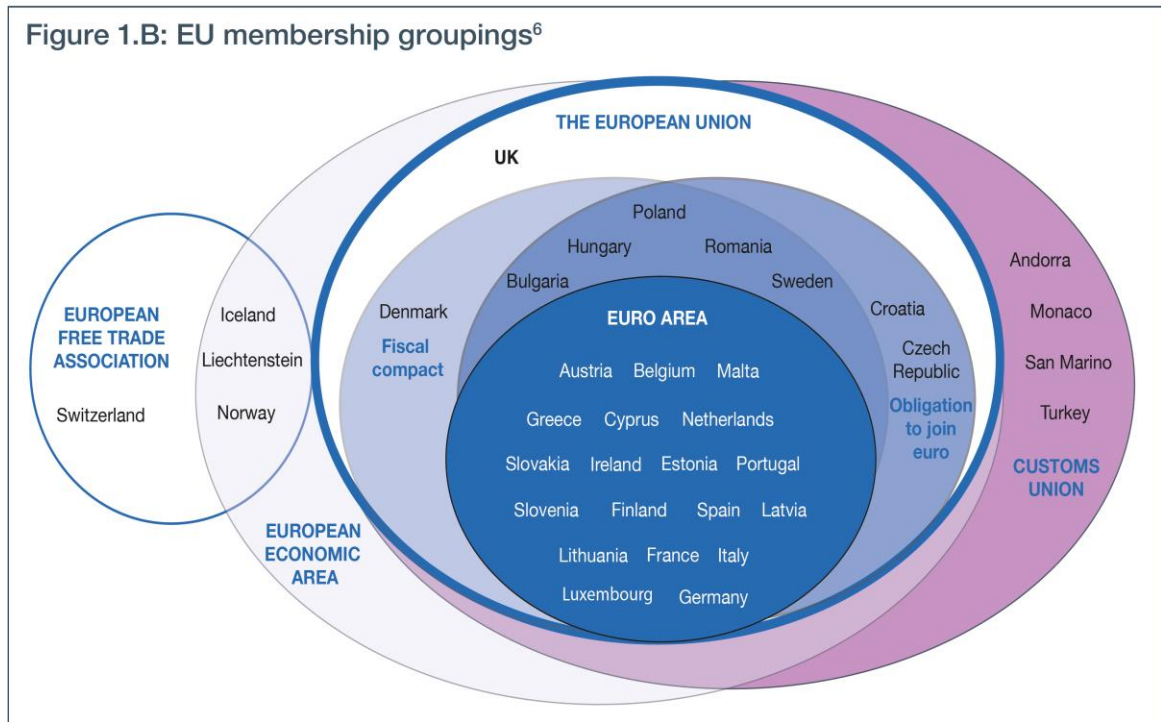 Figure 1.B: EU membership groupings⁶
THE EUROPEAN UNION
UK
EUROPEAN
FREE TRADE
ASSOCIATION
Switzerland
Iceland
Liechtenstein
Norway
EUROPEAN
ECONOMIC
AREA
Denmark
Fiscal
compact
Poland
Hungary
Romania
Bulgaria
Sweden
Croatia
Czech
Republic
Obligation
to join
euro
EURO AREA
Austria Belgium Malta
Greece Cyprus Netherlands
Slovakia Ireland Estonia Portugal
Slovenia Finland Spain Latvia
Lithuania France Italy
Luxembourg Germany
Andorra
Monaco
San Marino
Turkey
CUSTOMS
UNION